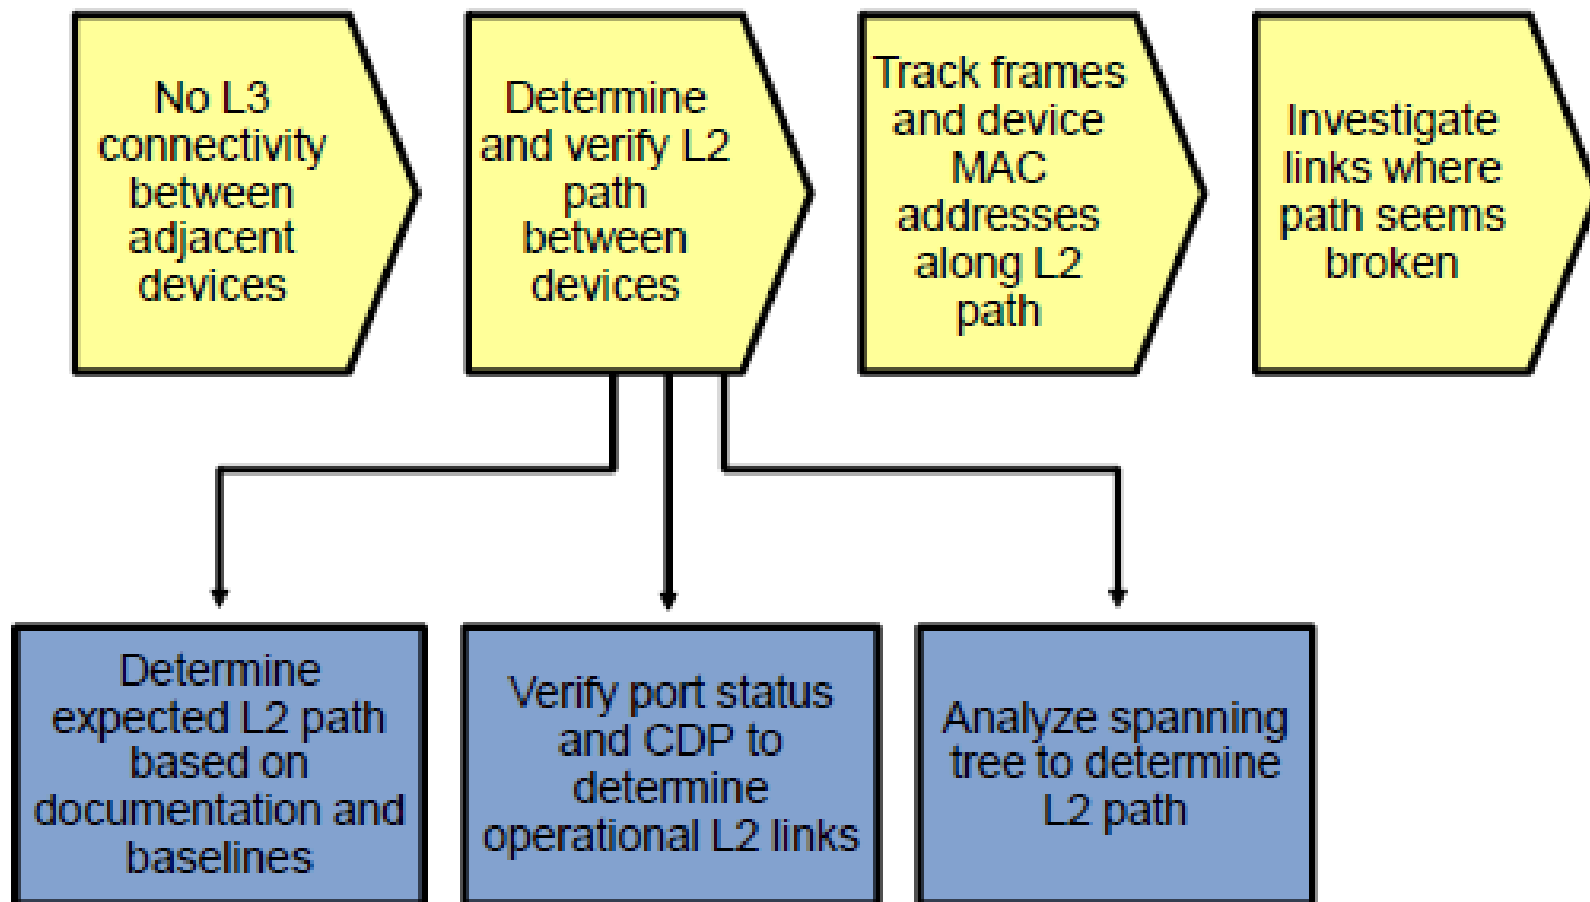 No L3
connectivity
between
adjacent
devices
Determine
and verify L2
path
between
devices
Track frames
and device
MAC
addresses
along L2
path
Investigate
links where
path seems
broken
Determine
expected L2 path
based on
documentation and
baselines
Verify port status
and CDP to
determine
operational L2 links
Analyze spanning
tree to determine
L2 path